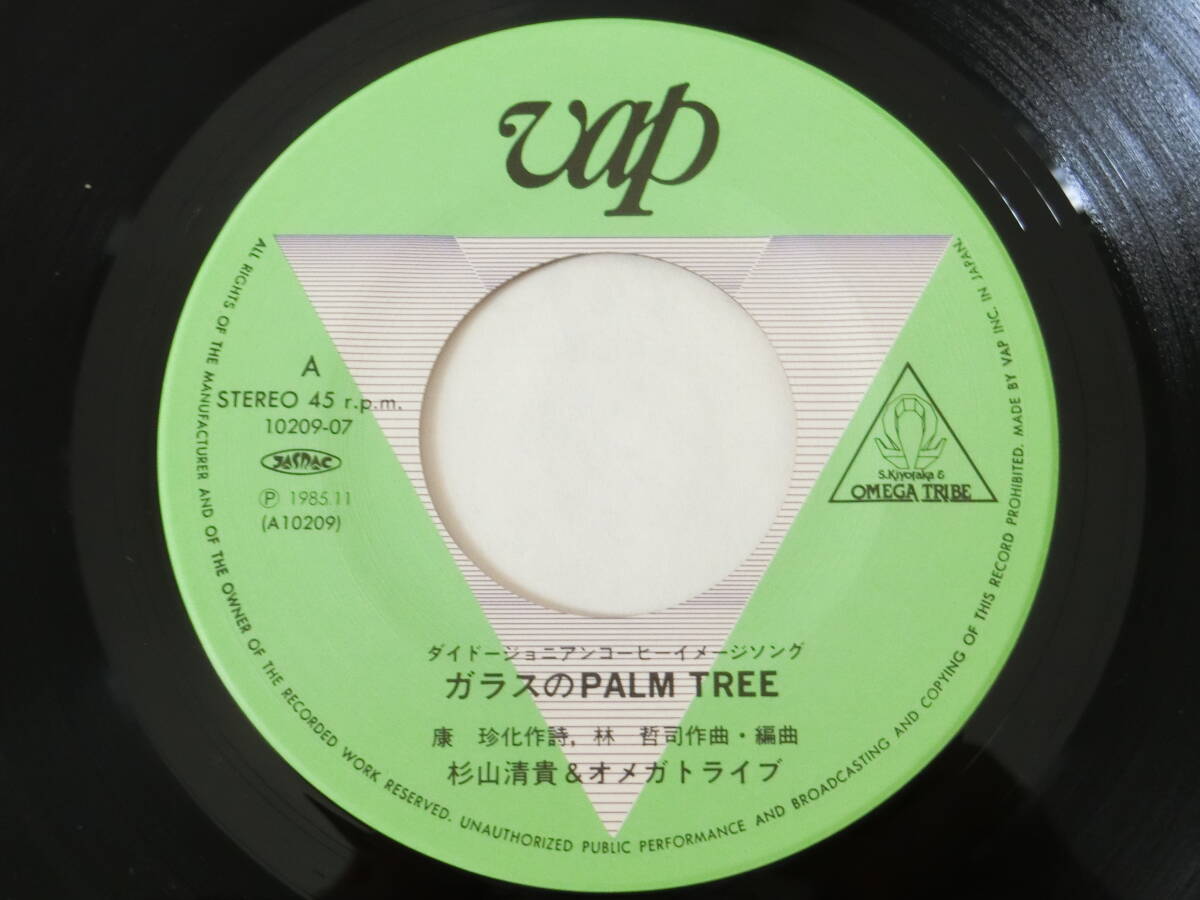 vap
A
STEREO 45 r.p.m.
10209-07
JASRAC
Ⓟ 1985.11
(A10209)
S.Kiyotaka &
OMEGA TRIBE
ダイドージョニアンコーヒーイメージソング
ガラスのPALM TREE
康 珍化作詩, 林 哲司作曲・編曲
杉山清貴&オメガトライブ
ALL RIGHTS OF THE MANUFACTURER AND OF THE OWNER OF THE RECORDED WORK RESERVED. UNAUTHORIZED PUBLIC PERFORMANCE AND BROADCASTING AND COPYING OF THIS RECORD PROHIBITED. MADE BY VAP INC. IN JAPAN.